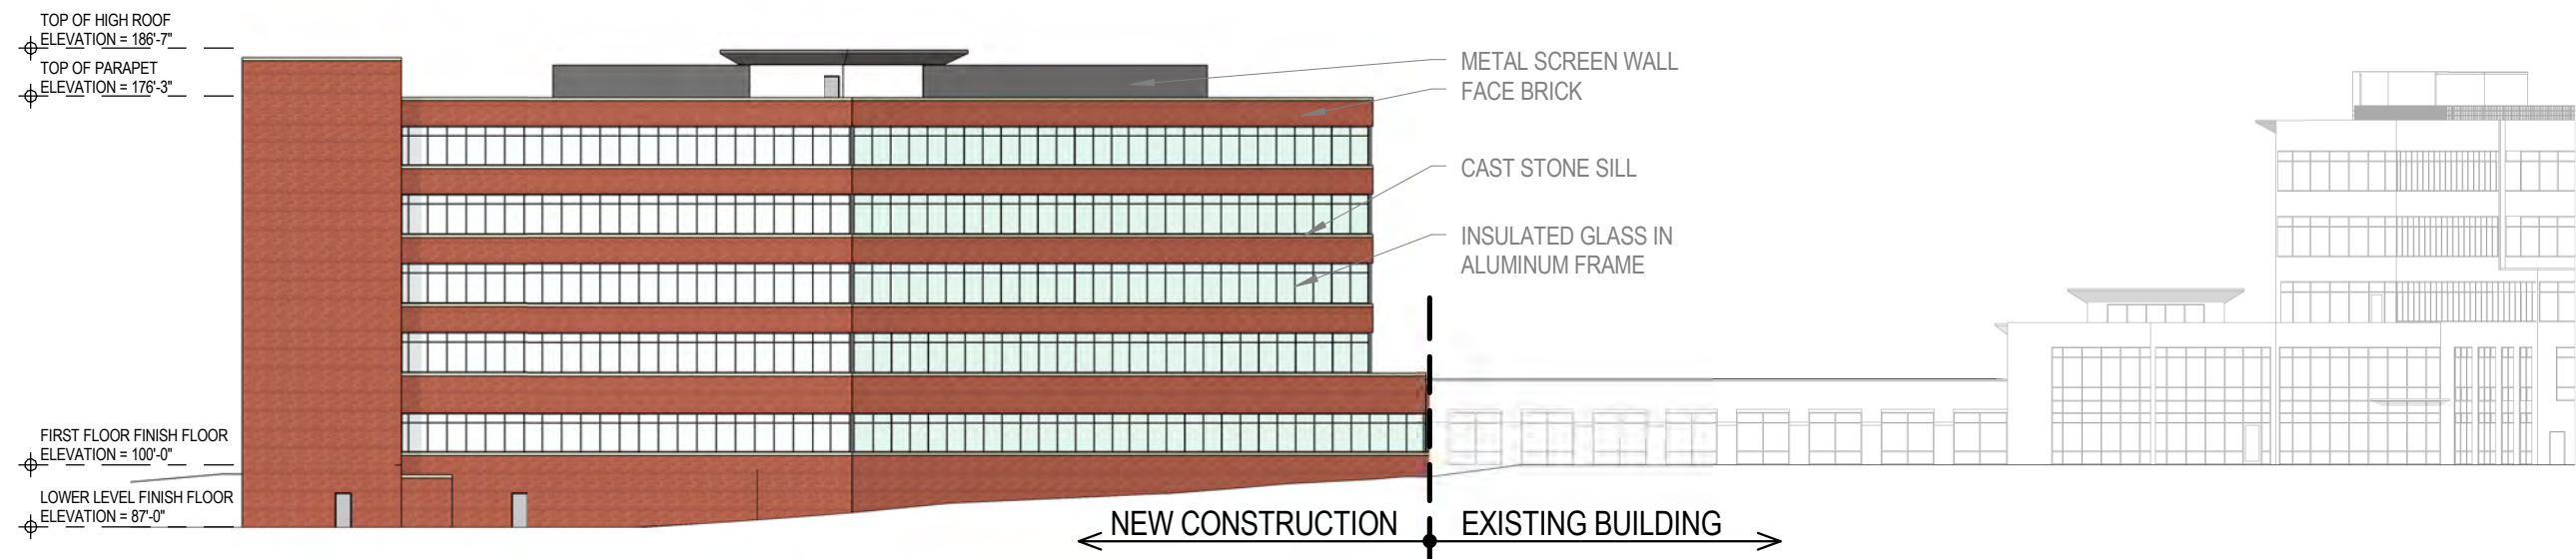 TOP OF HIGH ROOF
ELEVATION = 186'-7"
TOP OF PARAPET
ELEVATION = 176'-3"
METAL SCREEN WALL
FACE BRICK
CAST STONE SILL
INSULATED GLASS IN
ALUMINUM FRAME
FIRST FLOOR FINISH FLOOR
ELEVATION = 100'-0"
LOWER LEVEL FINISH FLOOR
ELEVATION = 87'-0"
NEW CONSTRUCTION
EXISTING BUILDING